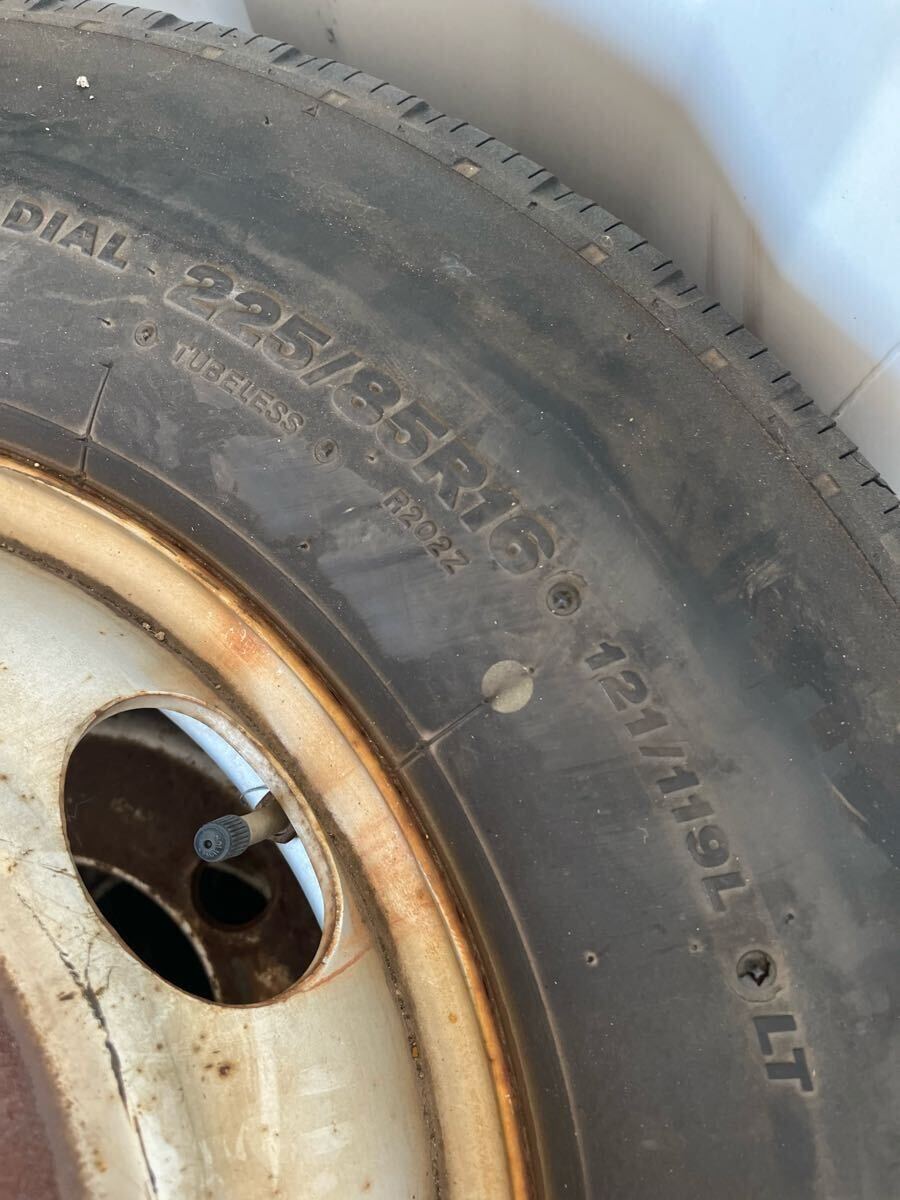 DIAL 225/85R16 121/119L LT
TUBELESS
R202Z